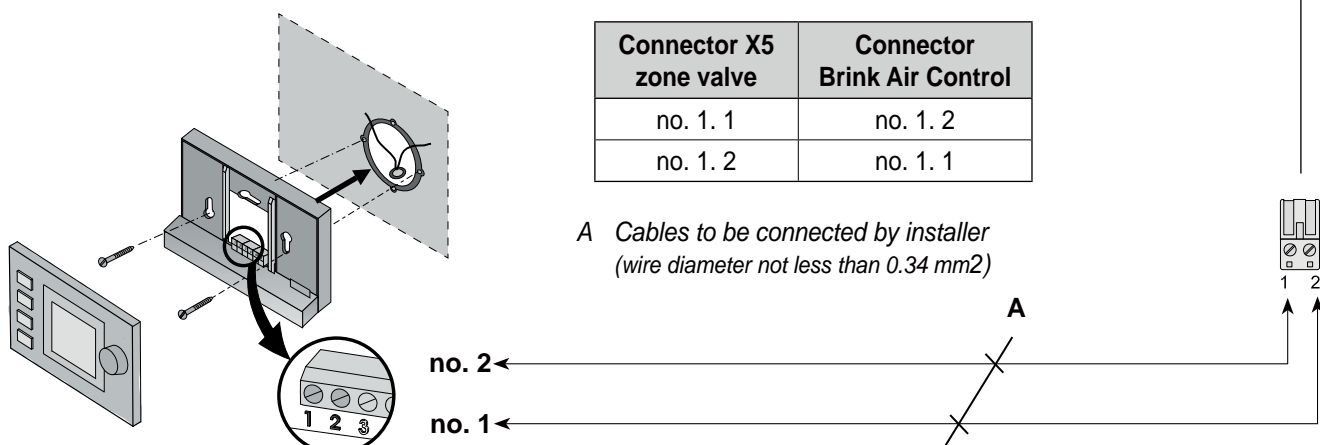 Connector X5
zone valve
Connector
Brink Air Control
no. 1. 1
no. 1. 2
no. 1. 2
no. 1. 1
A Cables to be connected by installer
(wire diameter not less than 0.34 mm2)
1 2
A
no. 2
no. 1
1 2 3